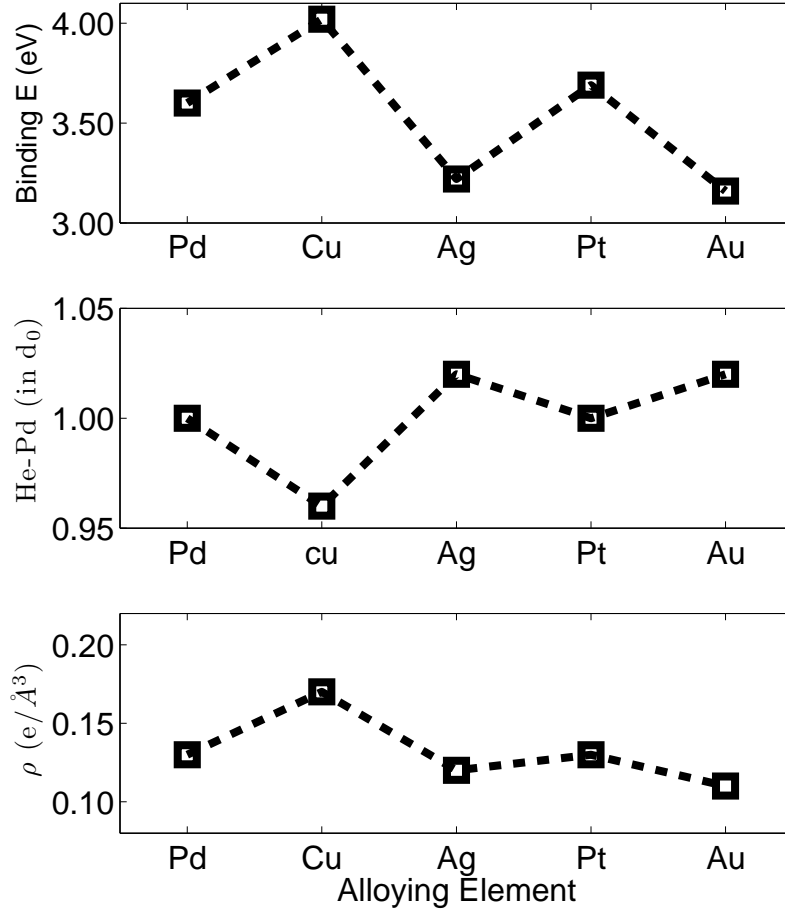 Binding E (eV)
4.00
3.50
3.00
Pd Cu Ag Pt Au
He-Pd (in d₀)
1.05
1.00
0.95
Pd cu Ag Pt Au
ρ (e/Å³)
0.20
0.15
0.10
Pd Cu Ag Pt Au
Alloying Element